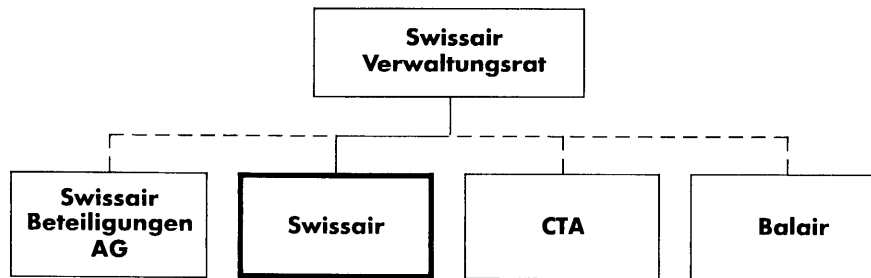 Swissair
Verwaltungsrat
Swissair
Beteiligungen
AG
Swissair
CTA
Balair